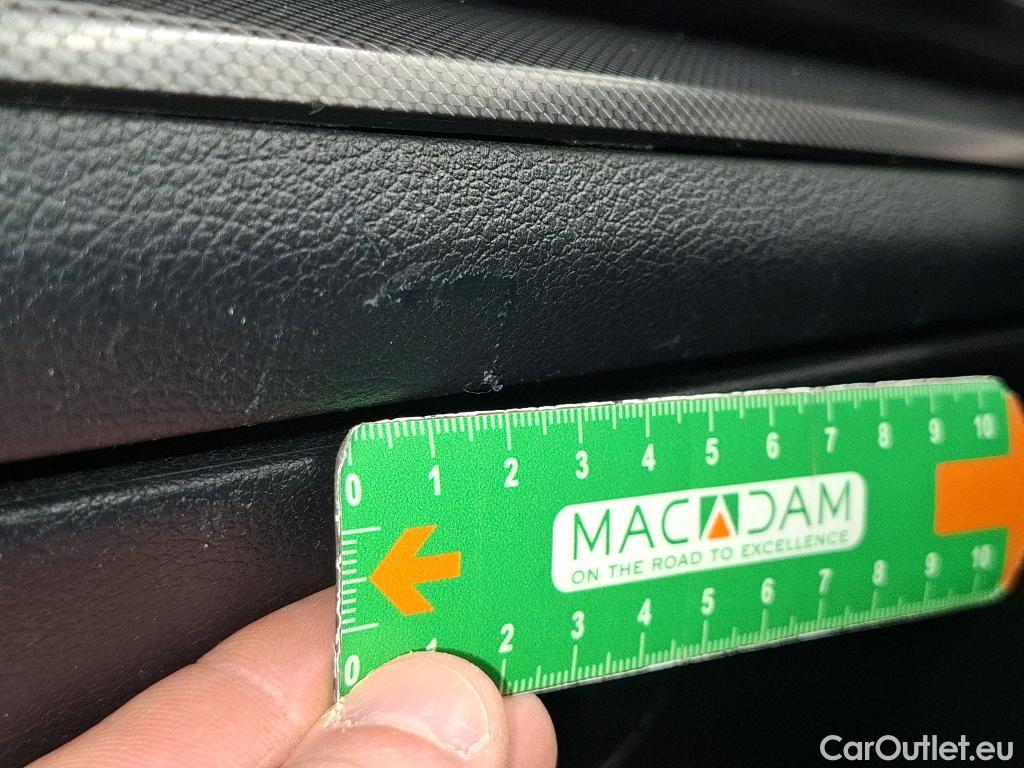 0 1 2 3 4 5 6 7 8 9 10
MACADAM
ON THE ROAD TO EXCELLENCE
0 1 2 3 4 5 6 7 8 9 10
CarOutlet.eu